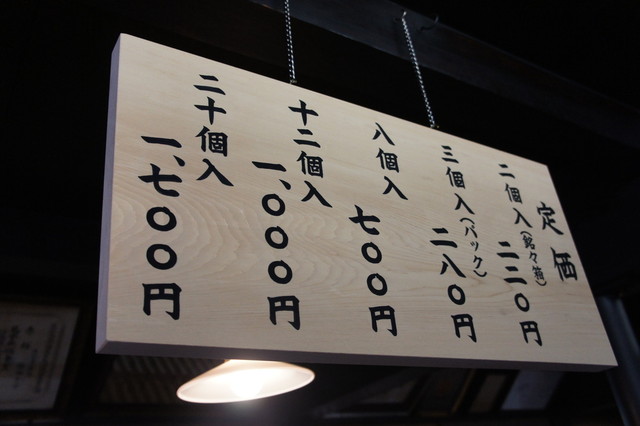 定価
二個入(銘々箱) 二二〇円
三個入(パック) 二八〇円
八個入 七〇〇円
十二個入 一、〇〇〇円
二十個入 一、七〇〇円